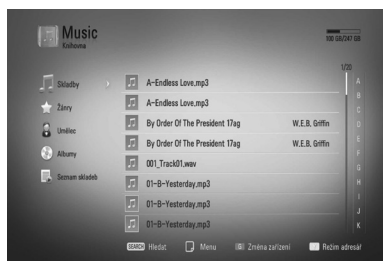 Music
Knihovna
100 GB/247 GB
1/20
Skladby
Žánry
Umělec
Albumy
Seznam skladeb
A-Endless Love.mp3
A-Endless Love.mp3
By Order Of The President 17ag W.E.B. Griffin
By Order Of The President 17ag W.E.B. Griffin
001_Track01.wav
01-B-Yesterday.mp3
01-B-Yesterday.mp3
01-B-Yesterday.mp3
A
B
C
D
E
F
G
H
I
J
K
SEARCH Hledat Menu G Změna zařízení Režim adresář